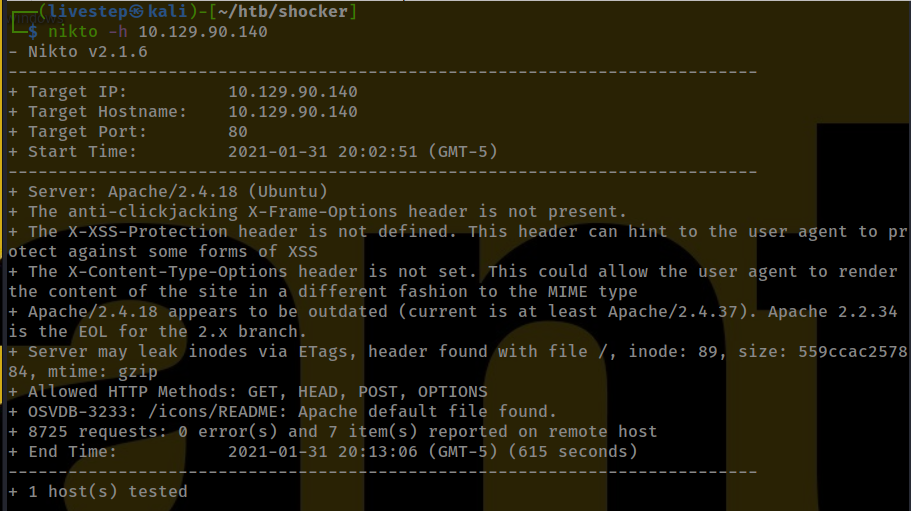 (livestep㉿kali)-[~/htb/shocker]
$ nikto -h 10.129.90.140
- Nikto v2.1.6
---------------------------------------------------------------------------
+ Target IP:          10.129.90.140
+ Target Hostname:    10.129.90.140
+ Target Port:        80
+ Start Time:         2021-01-31 20:02:51 (GMT-5)
---------------------------------------------------------------------------
+ Server: Apache/2.4.18 (Ubuntu)
+ The anti-clickjacking X-Frame-Options header is not present.
+ The X-XSS-Protection header is not defined. This header can hint to the user agent to pr
otect against some forms of XSS
+ The X-Content-Type-Options header is not set. This could allow the user agent to render
the content of the site in a different fashion to the MIME type
+ Apache/2.4.18 appears to be outdated (current is at least Apache/2.4.37). Apache 2.2.34
is the EOL for the 2.x branch.
+ Server may leak inodes via ETags, header found with file /, inode: 89, size: 559ccac2578
84, mtime: gzip
+ Allowed HTTP Methods: GET, HEAD, POST, OPTIONS
+ OSVDB-3233: /icons/README: Apache default file found.
+ 8725 requests: 0 error(s) and 7 item(s) reported on remote host
+ End Time:           2021-01-31 20:13:06 (GMT-5) (615 seconds)
---------------------------------------------------------------------------
+ 1 host(s) tested